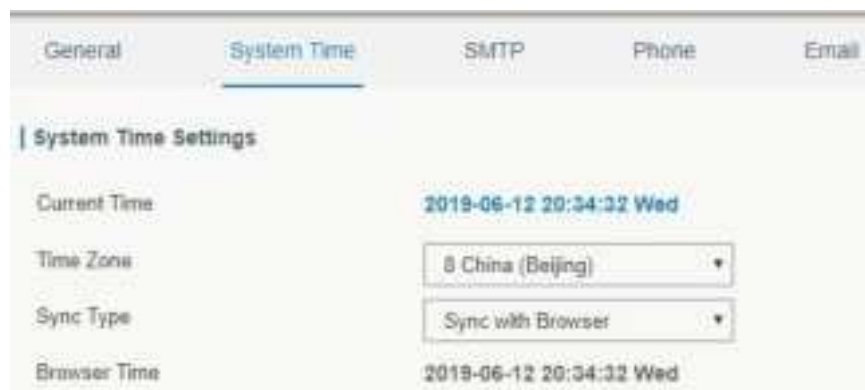 General System Time SMTP Phone Email
System Time Settings
Current Time 2019-06-12 20:34:32 Wed
Time Zone 8 China (Beijing)
Sync Type Sync with Browser
Browser Time 2019-06-12 20:34:32 Wed